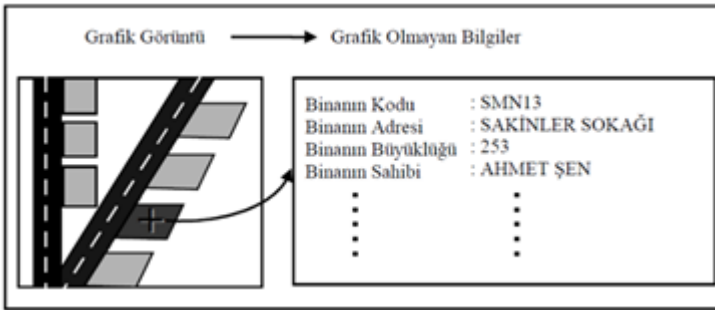 Grafik Görüntü Grafik Olmayan Bilgiler
Binanın Kodu : SMN13
Binanın Adresi : SAKİNLER SOKAĞI
Binanın Büyüklüğü : 253
Binanın Sahibi : AHMET ŞEN